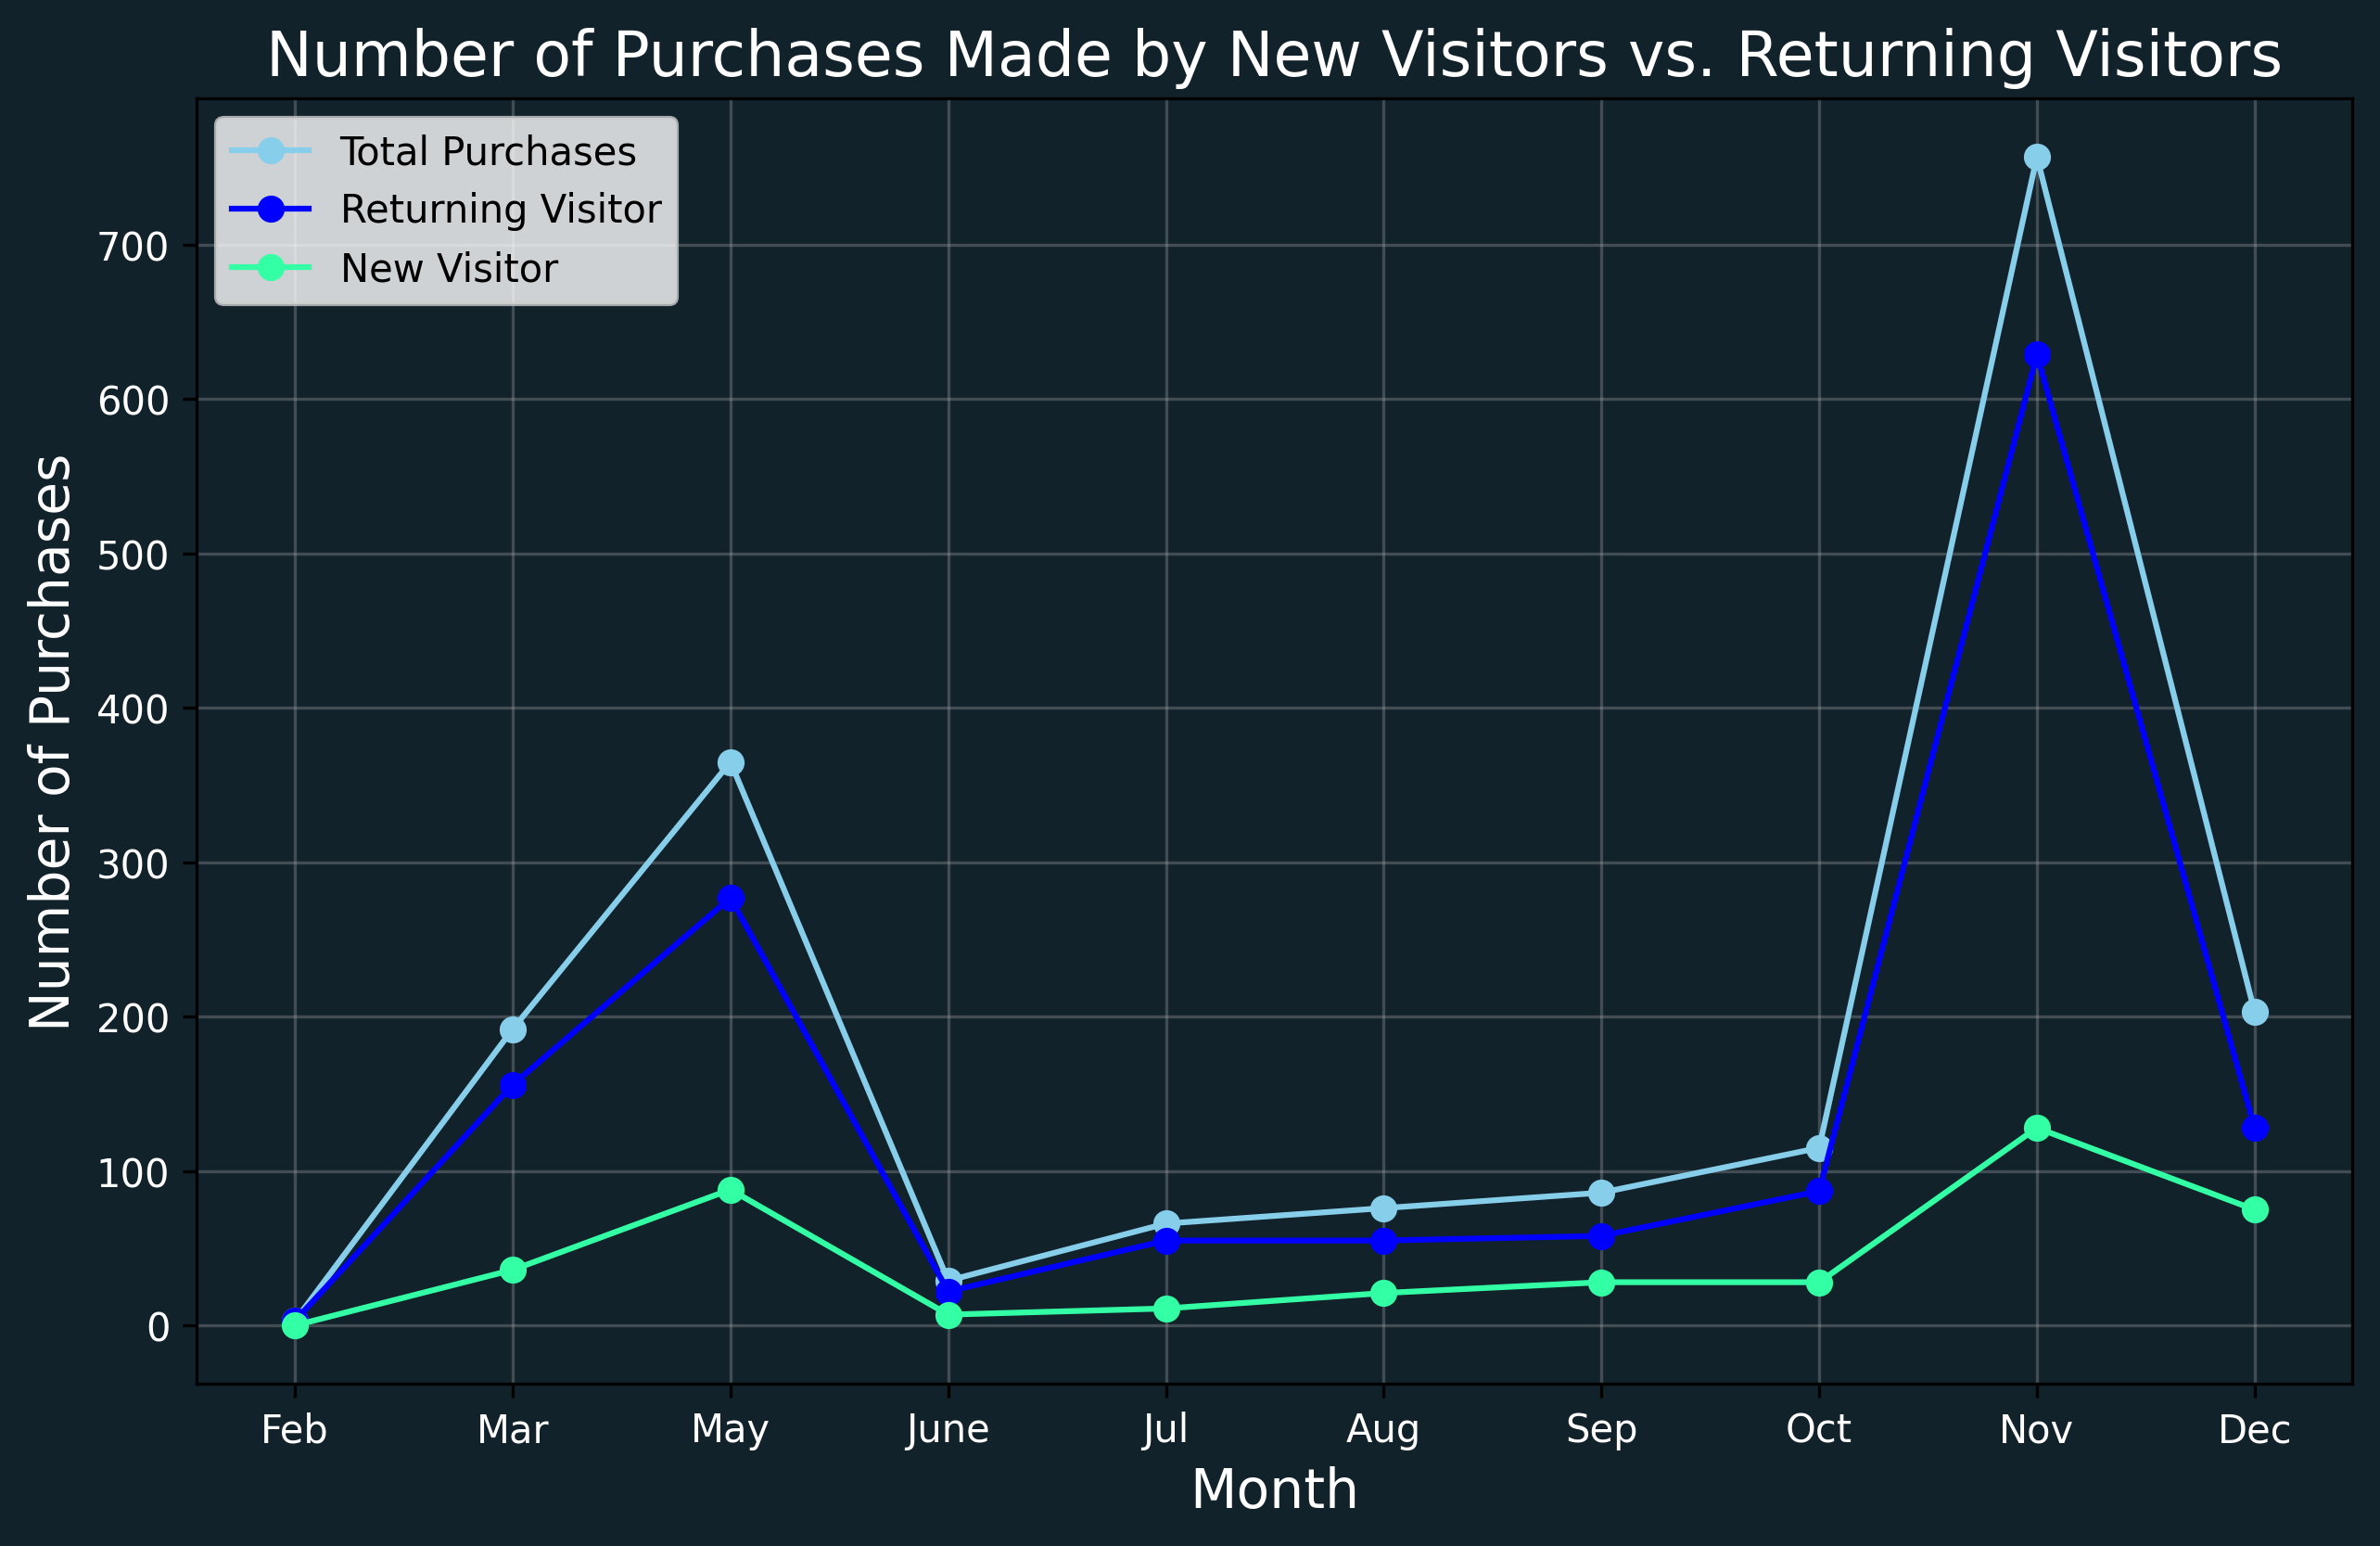 Number of Purchases Made by New Visitors vs. Returning Visitors
Total Purchases
Returning Visitor
New Visitor
Number of Purchases
700
600
500
400
300
200
100
0
Feb Mar May June Jul Aug Sep Oct Nov Dec
Month